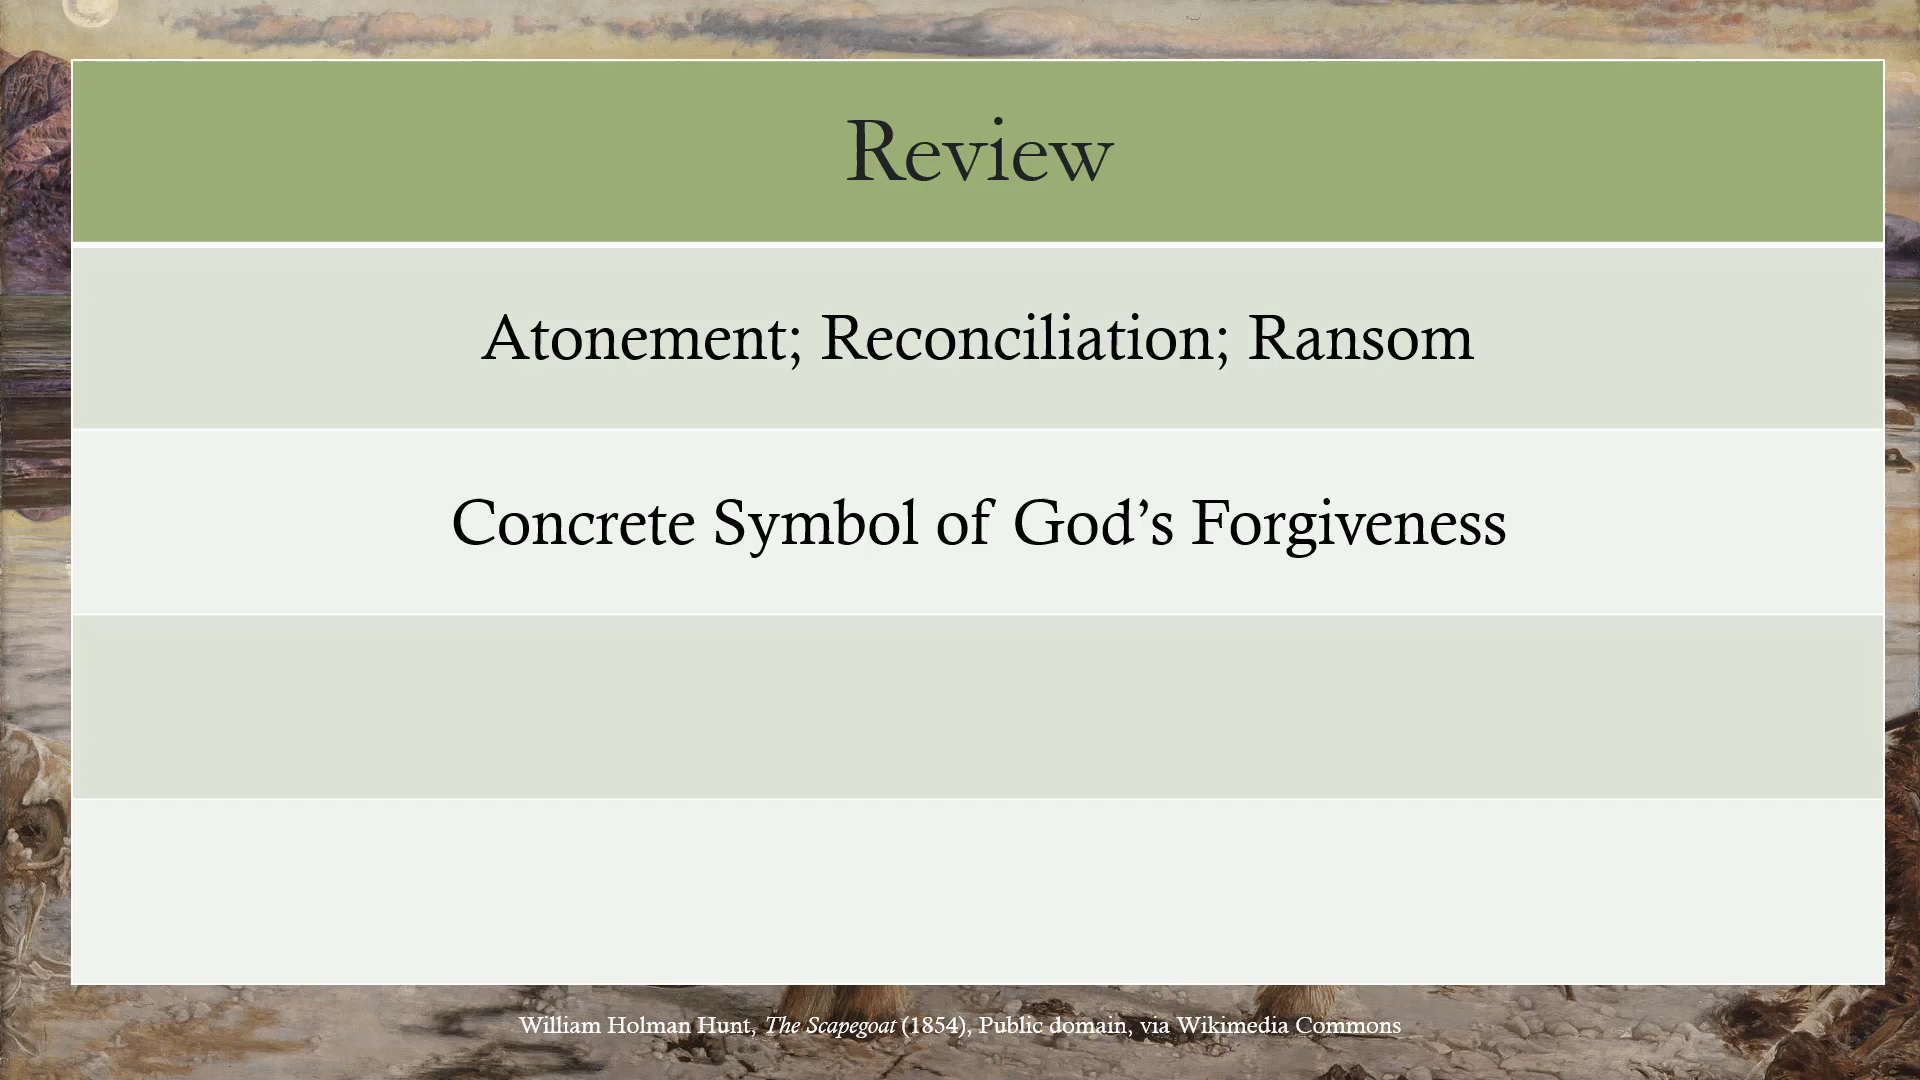 Review
Atonement; Reconciliation; Ransom
Concrete Symbol of God’s Forgiveness
William Holman Hunt, The Scapegoat (1854), Public domain, via Wikimedia Commons